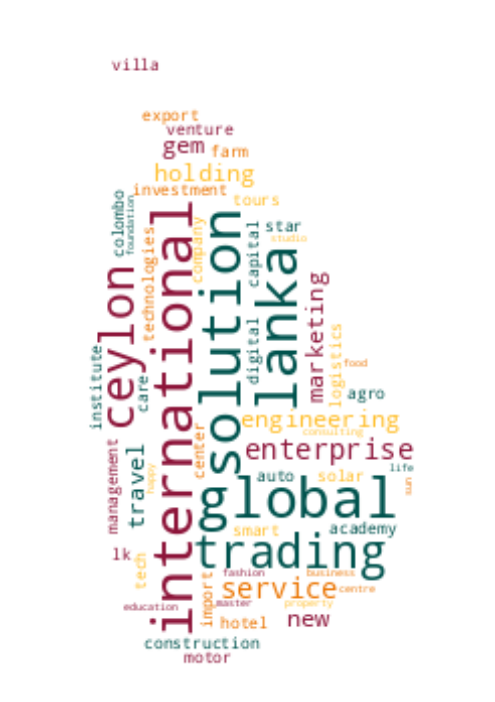 villa
export
venture
gem
farm
holding
investment
tours
colombo
foundation
international
solution
company
technologies
capital
star
studio
lanka
ceylon
marketing
digital
logistics
institute
care
food
agro
engineering
consulting
center
enterprise
management
travel
happy
auto
solar
life
sun
global
smart
academy
lk
tech
trading
import
fashion
business
service
centre
education
master
property
hotel
new
construction
motor